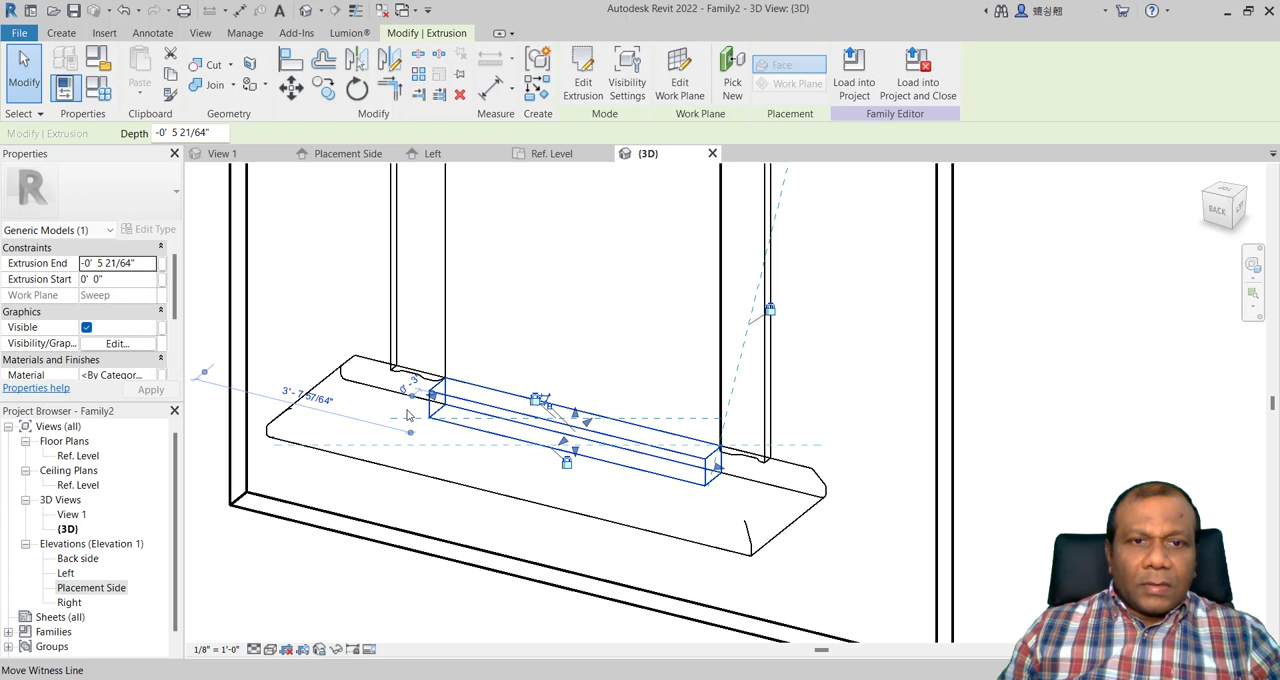 Autodesk Revit 2022 - Family2 - 3D View: {3D}
File Create Insert Annotate View Manage Add-Ins Lumion® Modify | Extrusion
Modify
Paste
Cut
Join
Edit Extrusion
Visibility Settings
Edit Work Plane
Pick New
Face
Work Plane
Load into Project
Load into Project and Close
Select Properties Clipboard Geometry Modify Measure Create Mode Work Plane Placement Family Editor
Modify | Extrusion Depth -0' 5 21/64"
Properties
View 1 Placement Side Left Ref. Level {3D}
R
TOP
BACK
Generic Models (1) Edit Type
Constraints
Extrusion End -0' 5 21/64"
Extrusion Start 0' 0"
Work Plane Sweep
Graphics
Visible
Visibility/Grap... Edit...
Materials and Finishes
Material <By Categor...
Properties help Apply
3' - 7 57/64"
0' - 3
Project Browser - Family2
Views (all)
Floor Plans
Ref. Level
Ceiling Plans
Ref. Level
3D Views
View 1
{3D}
Elevations (Elevation 1)
Back side
Left
Placement Side
Right
Sheets (all)
Families
Groups
1/8" = 1'-0"
Move Witness Line